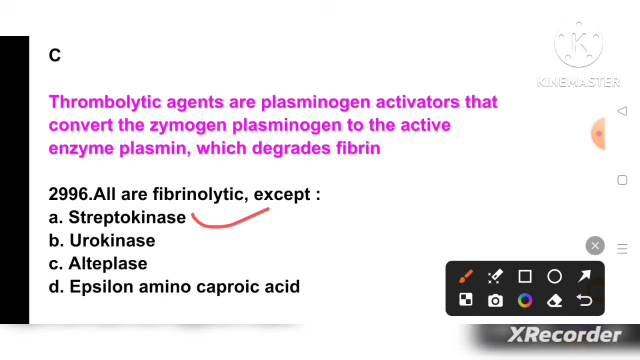 C
KINEMASTER
Thrombolytic agents are plasminogen activators that
convert the zymogen plasminogen to the active
enzyme plasmin, which degrades fibrin
2996.All are fibrinolytic, except :
a. Streptokinase
b. Urokinase
c. Alteplase
d. Epsilon amino caproic acid
XRecorder